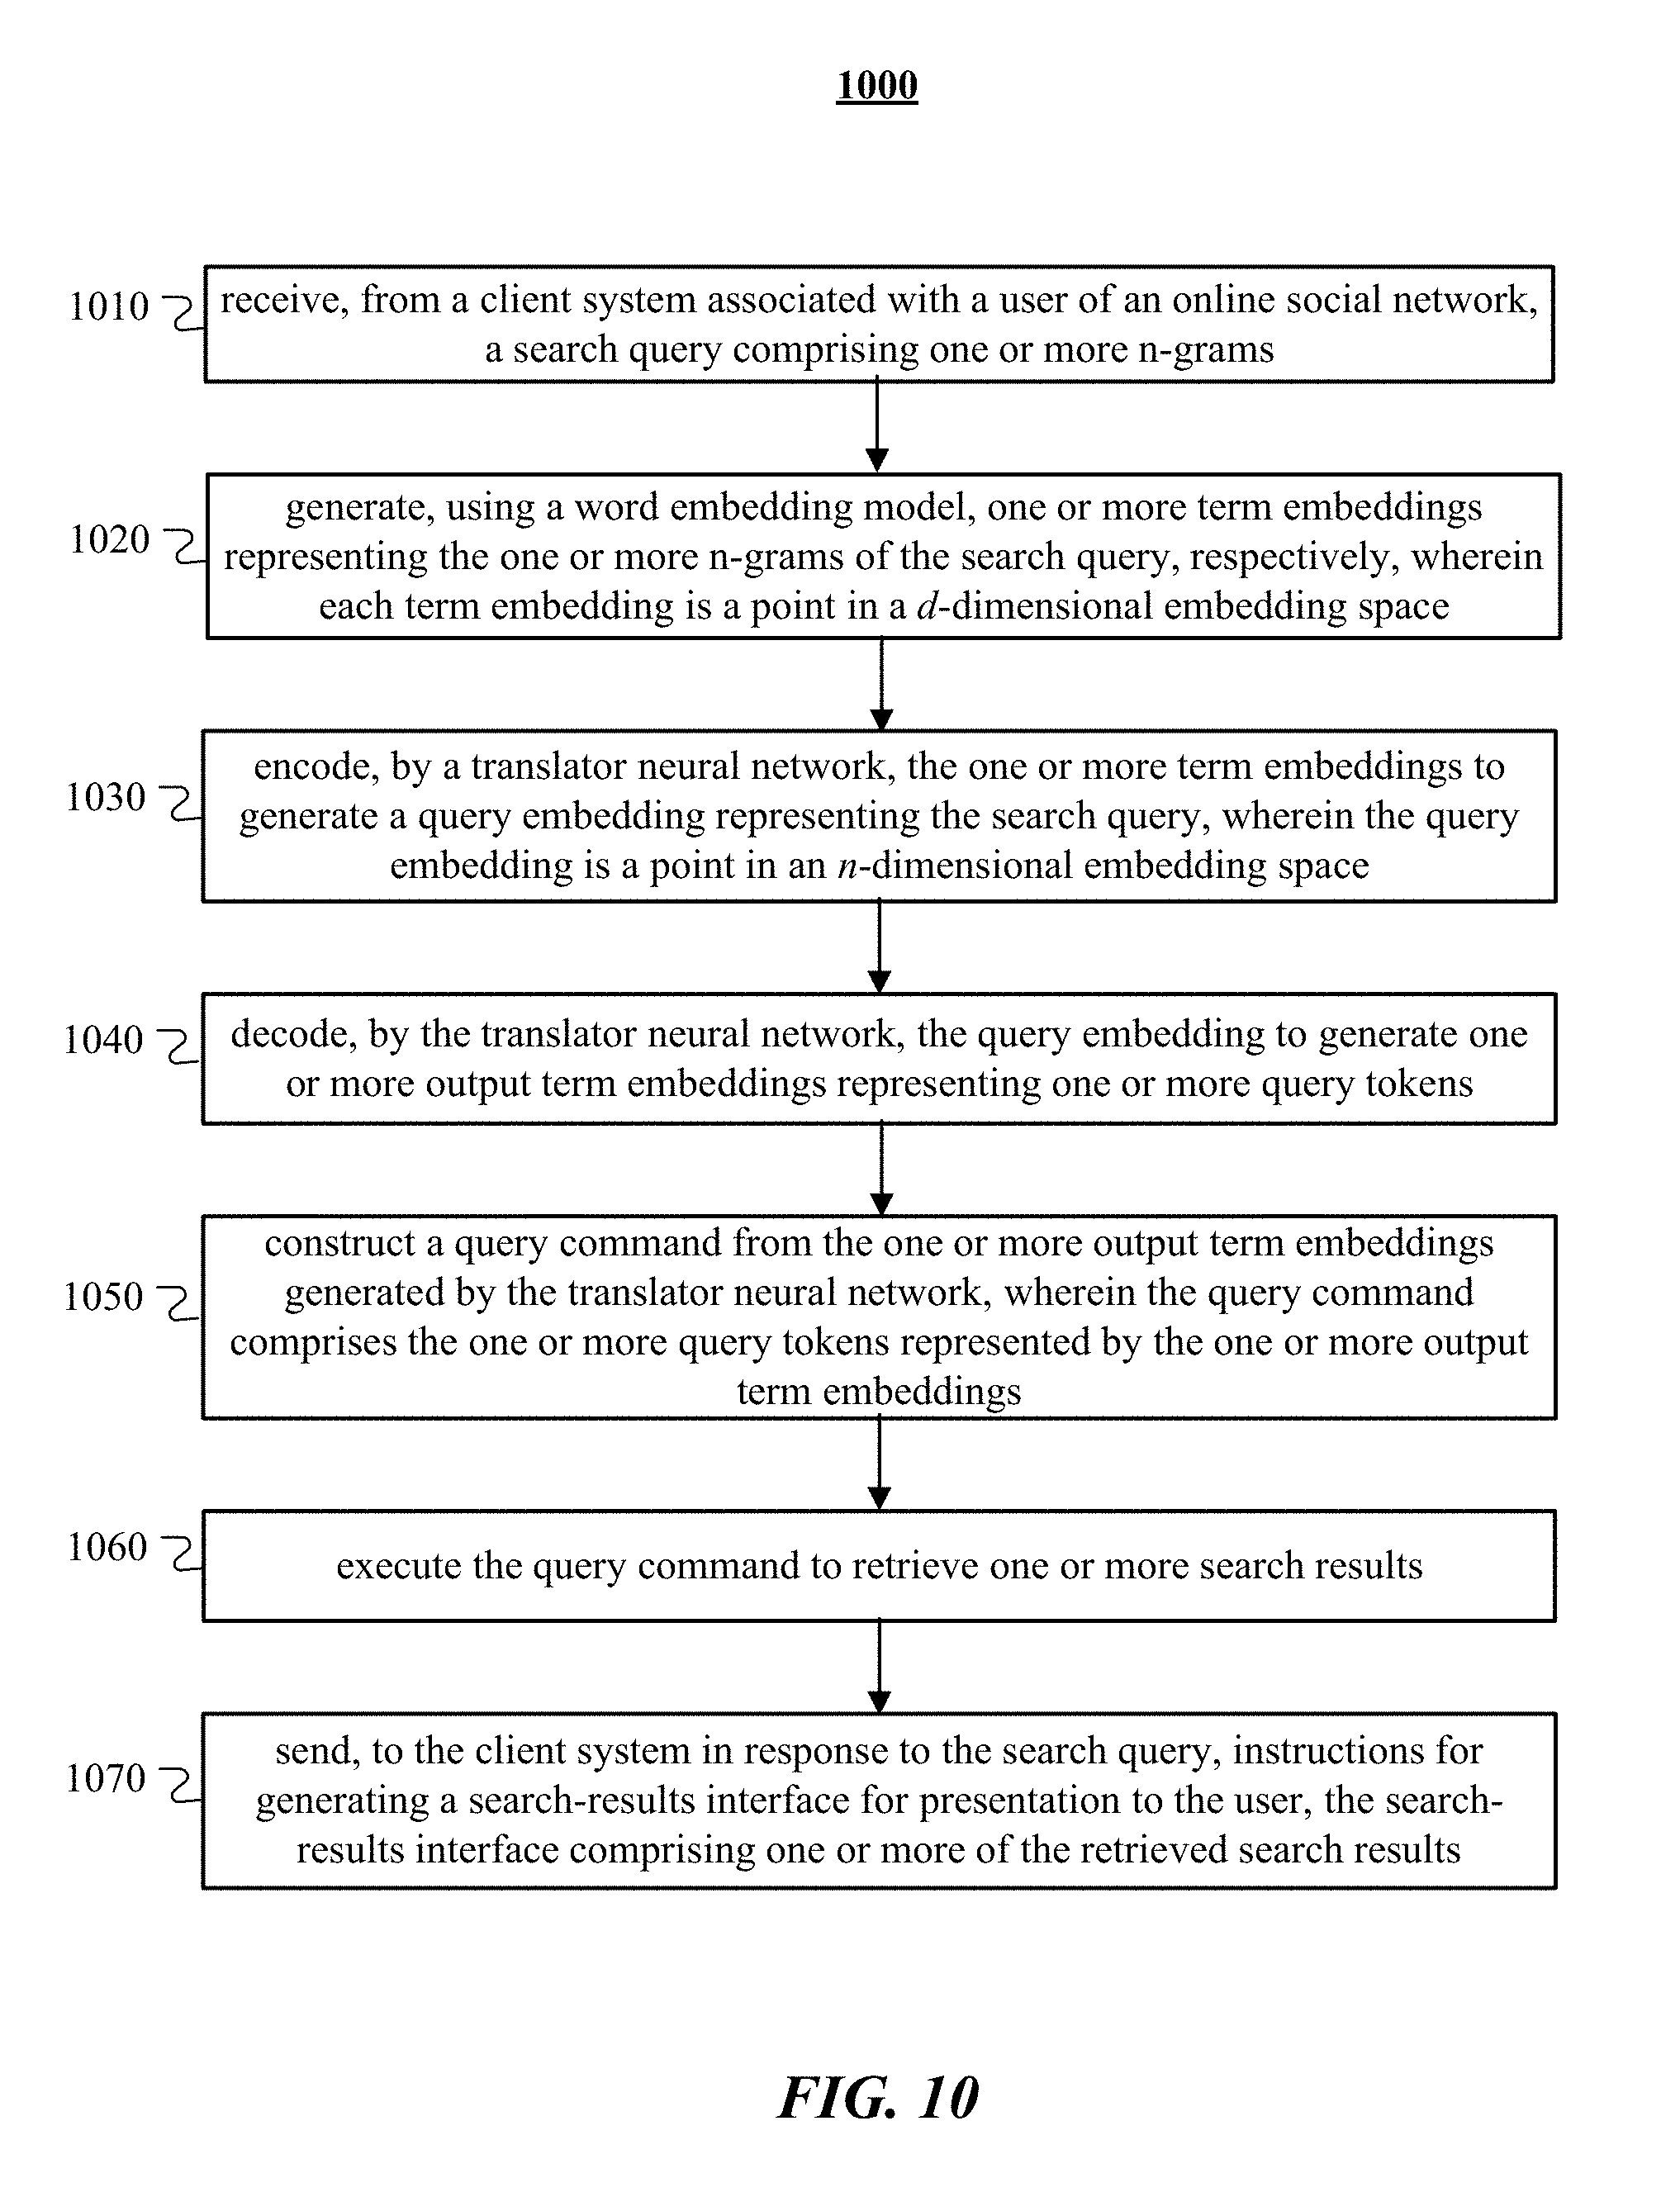 1000
1010
receive, from a client system associated with a user of an online social network,
a search query comprising one or more n-grams
1020
generate, using a word embedding model, one or more term embeddings
representing the one or more n-grams of the search query, respectively, wherein
each term embedding is a point in a d-dimensional embedding space
1030
encode, by a translator neural network, the one or more term embeddings to
generate a query embedding representing the search query, wherein the query
embedding is a point in an n-dimensional embedding space
1040
decode, by the translator neural network, the query embedding to generate one
or more output term embeddings representing one or more query tokens
1050
construct a query command from the one or more output term embeddings
generated by the translator neural network, wherein the query command
comprises the one or more query tokens represented by the one or more output
term embeddings
1060
execute the query command to retrieve one or more search results
1070
send, to the client system in response to the search query, instructions for
generating a search-results interface for presentation to the user, the search-
results interface comprising one or more of the retrieved search results
FIG. 10